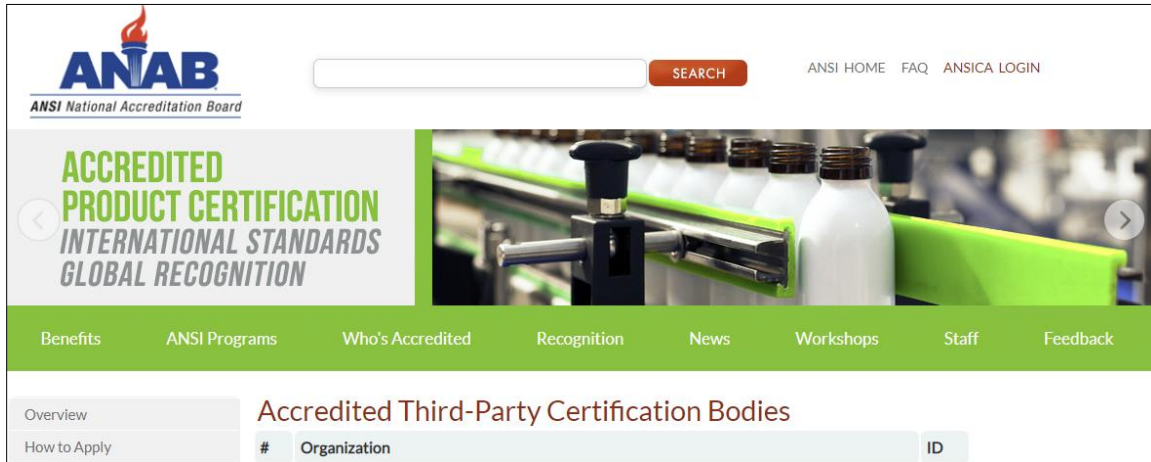 ANAB
ANSI National Accreditation Board
SEARCH
ANSI HOME FAQ ANSICA LOGIN
ACCREDITED
PRODUCT CERTIFICATION
INTERNATIONAL STANDARDS
GLOBAL RECOGNITION
Benefits ANSI Programs Who's Accredited Recognition News Workshops Staff Feedback
Overview
How to Apply
Accredited Third-Party Certification Bodies
# Organization ID